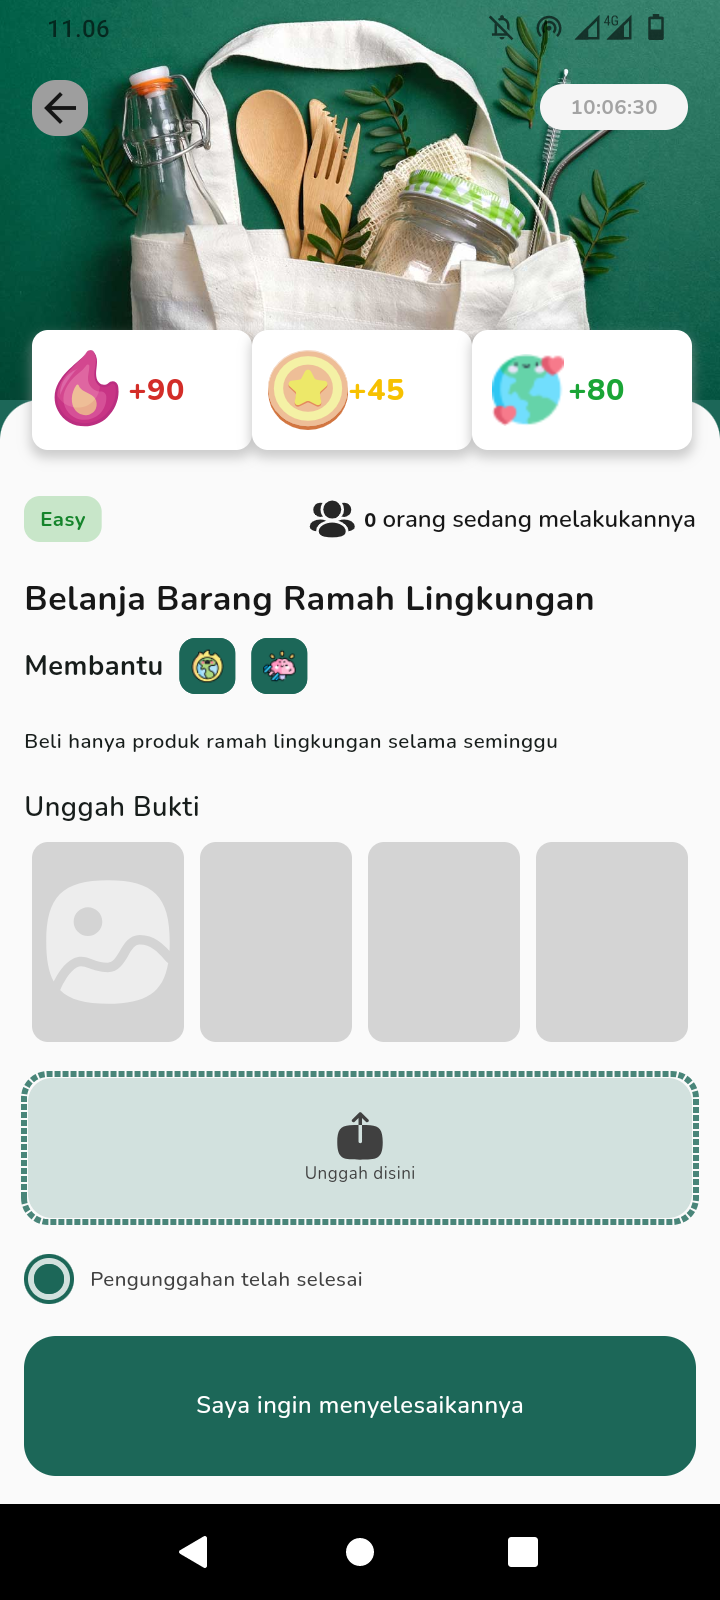 11.06
4G
10:06:30
+90
+45
+80
Easy
0 orang sedang melakukannya
Belanja Barang Ramah Lingkungan
Membantu
Beli hanya produk ramah lingkungan selama seminggu
Unggah Bukti
Unggah disini
Pengunggahan telah selesai
Saya ingin menyelesaikannya